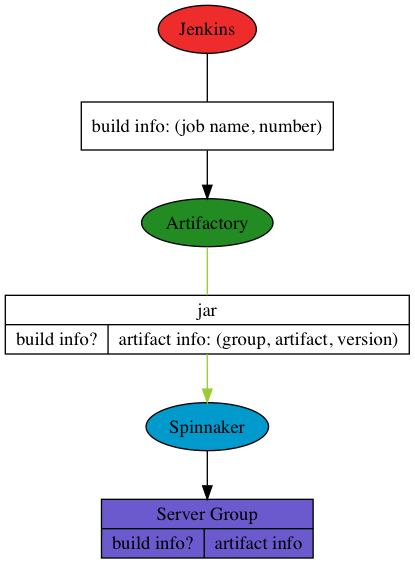 Jenkins
build info: (job name, number)
Artifactory
jar
build info? artifact info: (group, artifact, version)
Spinnaker
Server Group
build info? artifact info